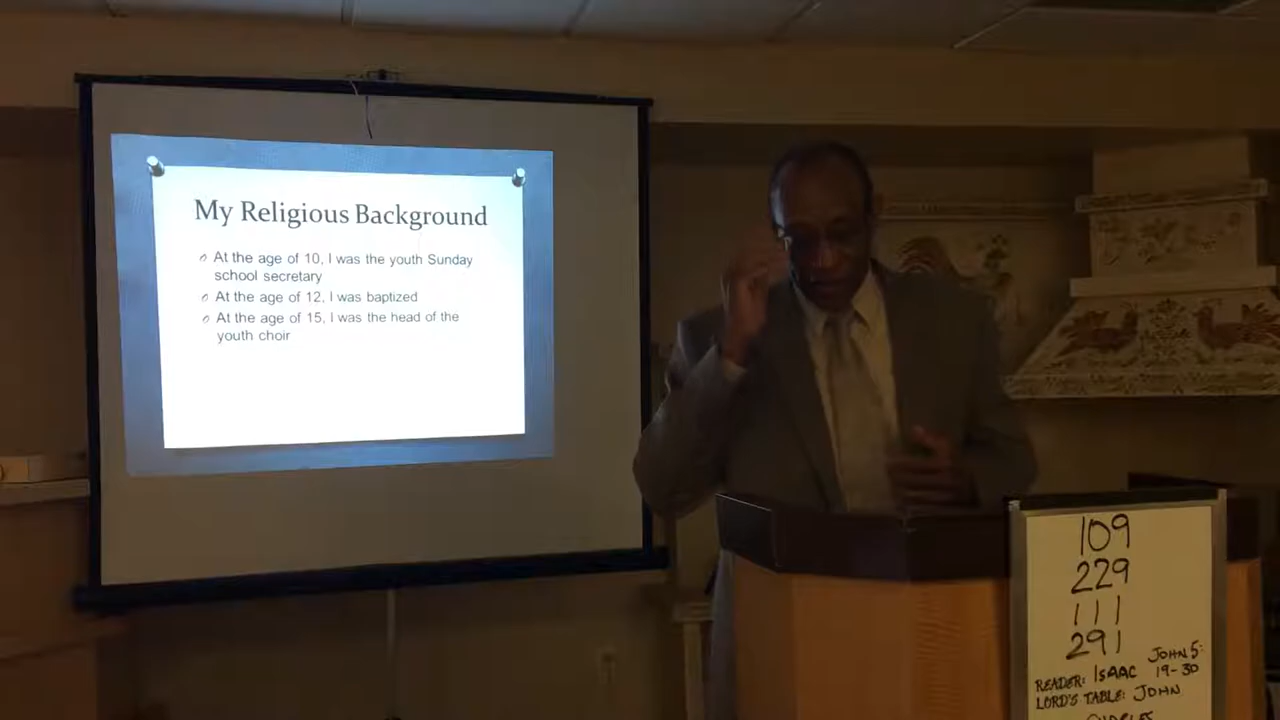 My Religious Background
At the age of 10, I was the youth Sunday
school secretary
At the age of 12, I was baptized
At the age of 15, I was the head of the
youth choir
109
229
111
291
JOHN 5:
READER: ISAAC 19-30
LORD'S TABLE: JOHN